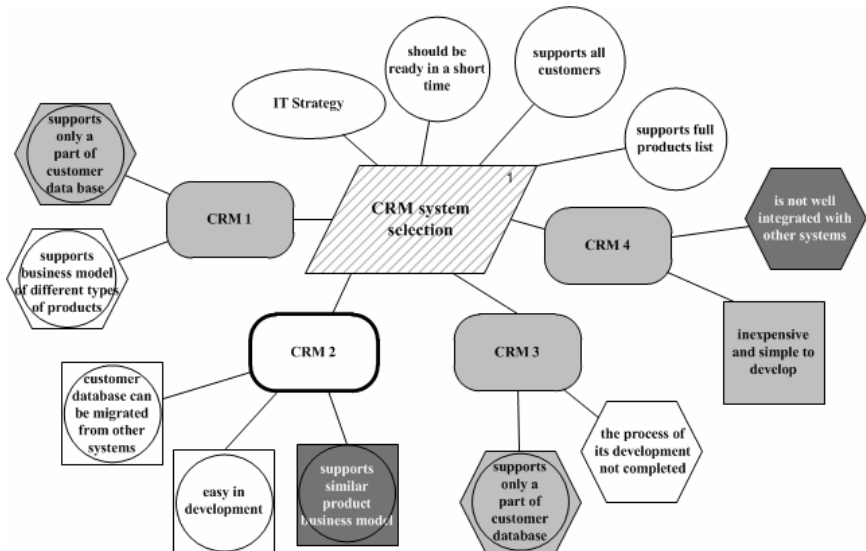 should be
ready in a short
time
supports all
customers
IT Strategy
supports full
products list
supports
only a
part of
customer
data base
1
CRM system
selection
CRM 1
is not well
integrated with
other systems
CRM 4
supports
business model
of different types
of products
inexpensive
and simple to
develop
CRM 2
CRM 3
customer
database can
be migrated
from other
systems
the process of
its development
not completed
easy in
development
supports
similar
product
business model
supports
only a
part of
customer
database